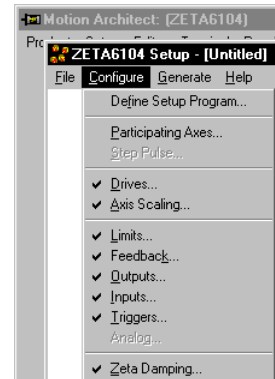 Motion Architect: (ZETA6104)
ZETA6104 Setup - [Untitled]
File Configure Generate Help
Define Setup Program...
Participating Axes...
Step Pulse...
Drives...
Axis Scaling...
Limits...
Feedback...
Outputs...
Inputs...
Triggers...
Analog...
Zeta Damping...